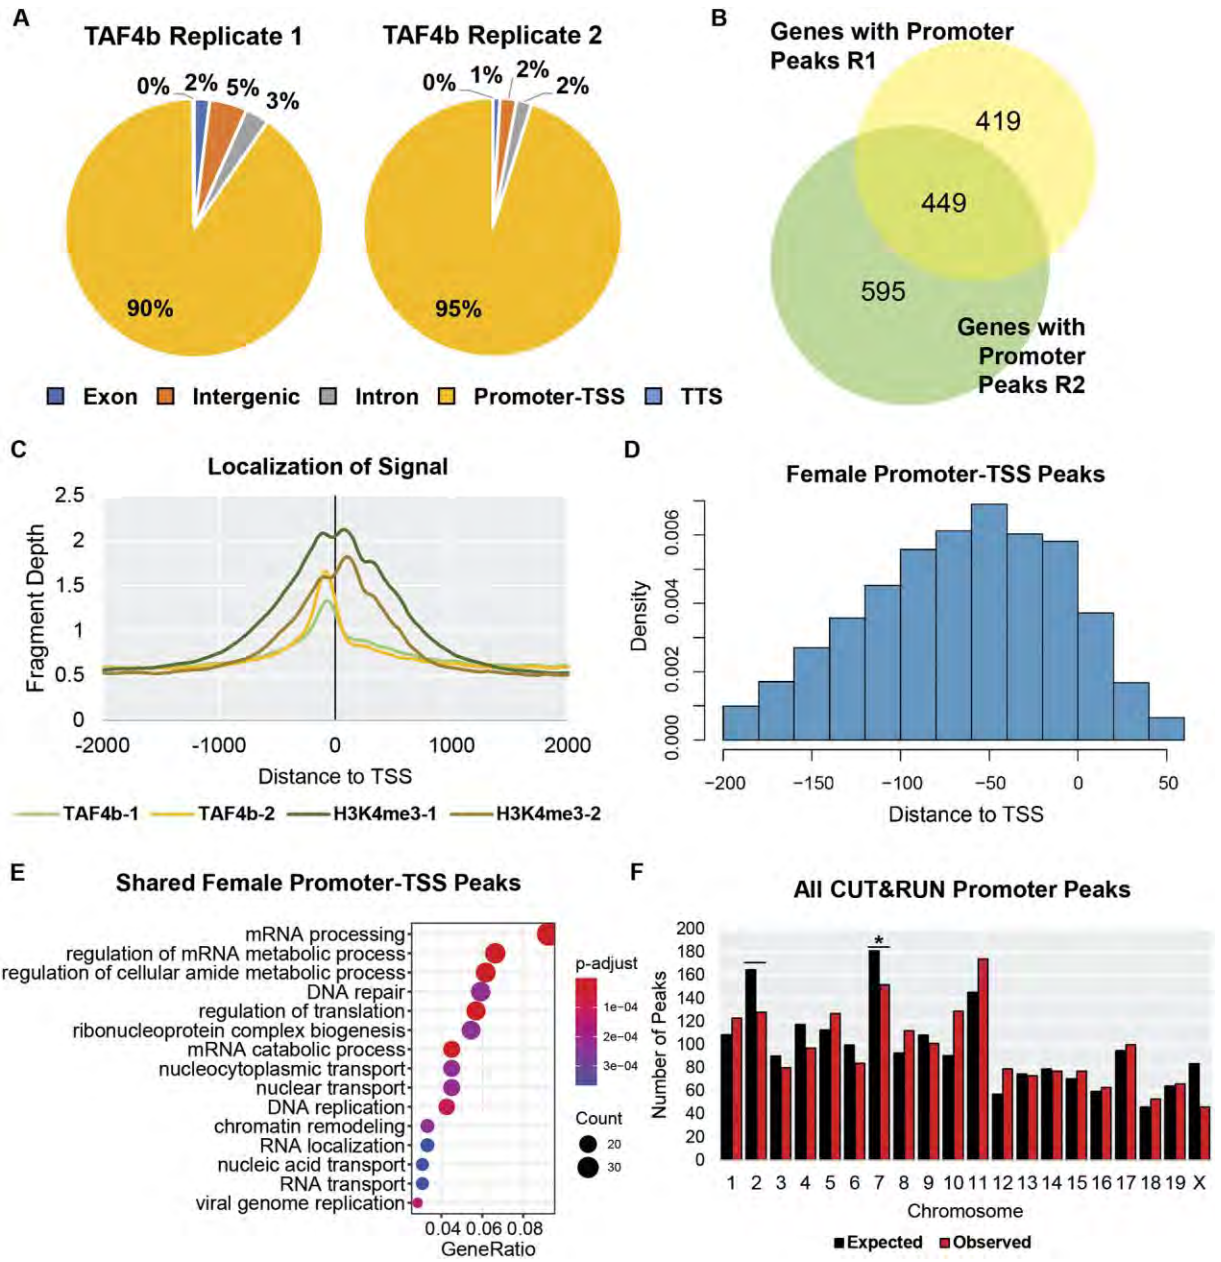 A
TAF4b Replicate 1
0% 2% 5% 3%
90%
TAF4b Replicate 2
0% 1% 2% 2%
95%
Exon Intergenic Intron Promoter-TSS TTS
B
Genes with Promoter
Peaks R1
419
449
595
Genes with
Promoter
Peaks R2
C
Localization of Signal
Fragment Depth
2.5
2
1.5
1
0.5
0
-2000 -1000 0 1000 2000
Distance to TSS
TAF4b-1 TAF4b-2 H3K4me3-1 H3K4me3-2
D
Female Promoter-TSS Peaks
Density
0.006
0.004
0.002
0.000
−200 −150 −100 −50 0 50
Distance to TSS
E
Shared Female Promoter-TSS Peaks
mRNA processing
regulation of mRNA metabolic process
regulation of cellular amide metabolic process
DNA repair
regulation of translation
ribonucleoprotein complex biogenesis
mRNA catabolic process
nucleocytoplasmic transport
nuclear transport
DNA replication
chromatin remodeling
RNA localization
nucleic acid transport
RNA transport
viral genome replication
0.04 0.06 0.08
GeneRatio
p-adjust
1e−04
2e−04
3e−04
Count
20
30
F
All CUT&RUN Promoter Peaks
Number of Peaks
200
180
160
140
120
100
80
60
40
20
0
*
1 2 3 4 5 6 7 8 9 10 11 12 13 14 15 16 17 18 19 X
Chromosome
Expected Observed